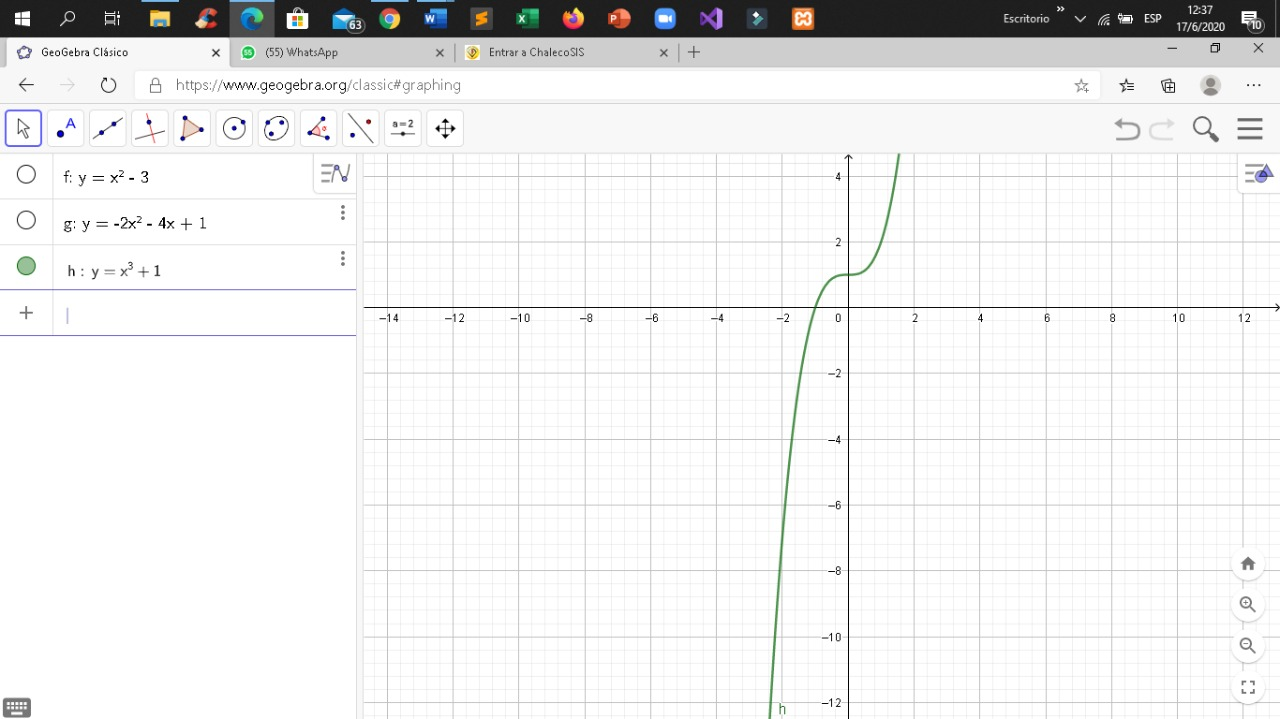 63
Escritorio
ESP
12:37
17/6/2020
10
GeoGebra Clásico
55
(55) WhatsApp
Entrar a ChalecoSIS
https://www.geogebra.org/classic#graphing
A
a=2
f: y = x² - 3
g: y = -2x² - 4x + 1
h : y = x³ + 1
4
2
−14 −12 −10 −8 −6 −4 −2 0 2 4 6 8 10 12
−2
−4
−6
−8
−10
−12
h